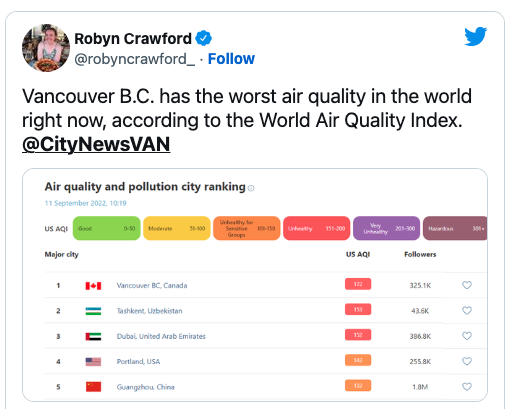 Robyn Crawford
@robyncrawford_ · Follow
Vancouver B.C. has the worst air quality in the world
right now, according to the World Air Quality Index.
@CityNewsVAN
Air quality and pollution city ranking
11 September 2022, 10:19
US AQI Good 0-50 Moderate 51-100 Unhealthy for Sensitive Groups 101-150 Unhealthy 151-200 Very Unhealthy 201-300 Hazardous 301+
Major city US AQI Followers
1 Vancouver BC, Canada 172 325.1K
2 Tashkent, Uzbekistan 153 43.6K
3 Dubai, United Arab Emirates 152 386.8K
4 Portland, USA 142 255.8K
5 Guangzhou, China 132 1.8M